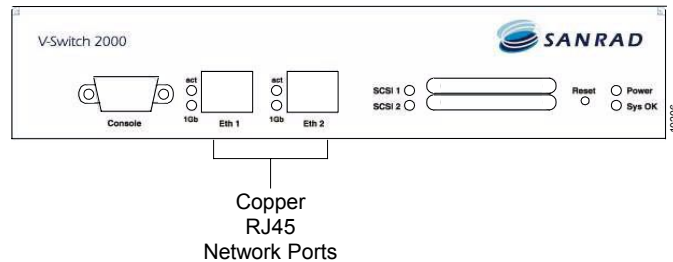 V-Switch 2000
SANRAD
act
act
SCSI 1
Reset
Power
SCSI 2
Sys OK
Console
1Gb
Eth 1
1Gb
Eth 2
Copper
RJ45
Network Ports